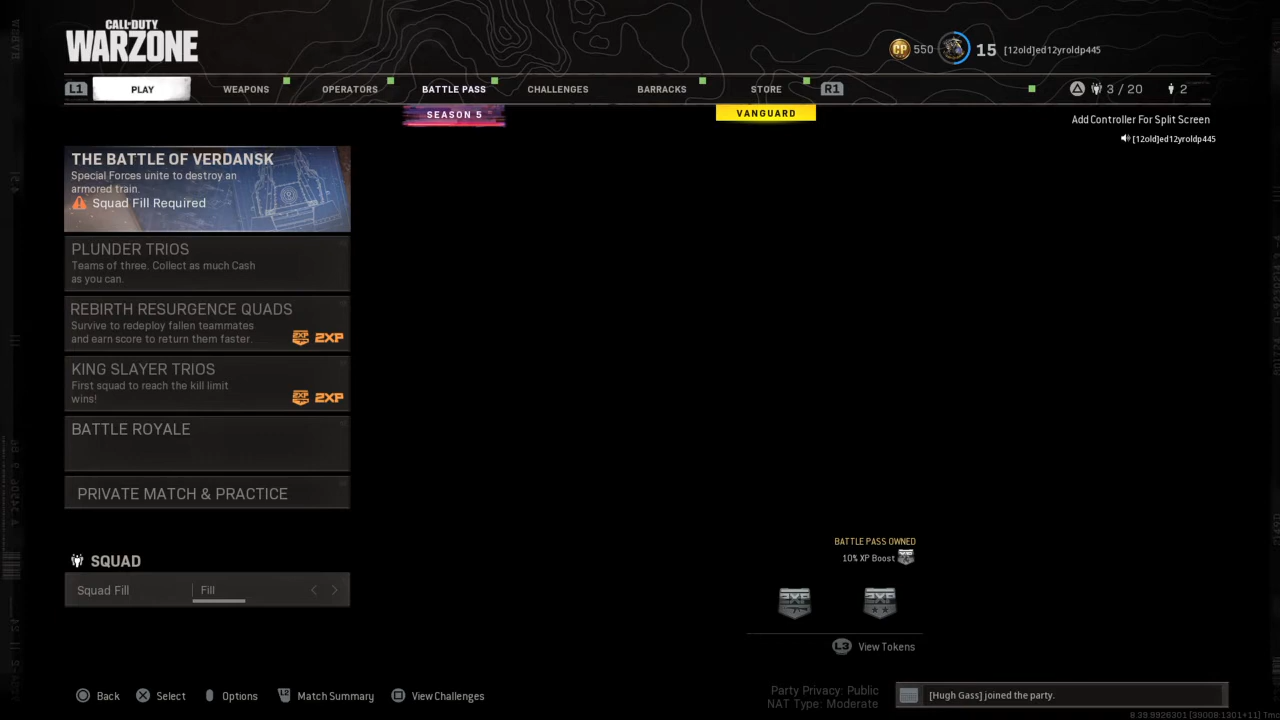 CALL OF DUTY
WARZONE
CP 550 15 [12old]ed12yroldp445
L1 PLAY WEAPONS OPERATORS BATTLE PASS CHALLENGES BARRACKS STORE R1 3 / 20 2
SEASON 5 VANGUARD
Add Controller For Split Screen
[12old]ed12yroldp445
THE BATTLE OF VERDANSK
Special Forces unite to destroy an
armored train.
Squad Fill Required
PLUNDER TRIOS
Teams of three. Collect as much Cash
as you can.
REBIRTH RESURGENCE QUADS
Survive to redeploy fallen teammates
and earn score to return them faster.
2XP 2XP
KING SLAYER TRIOS
First squad to reach the kill limit
wins!
2XP 2XP
BATTLE ROYALE
PRIVATE MATCH & PRACTICE
SQUAD
Squad Fill Fill
BATTLE PASS OWNED
10% XP Boost
2XP 2XP
L3 View Tokens
Back Select Options L2 Match Summary View Challenges
Party Privacy: Public
NAT Type: Moderate
[Hugh Gass] joined the party.